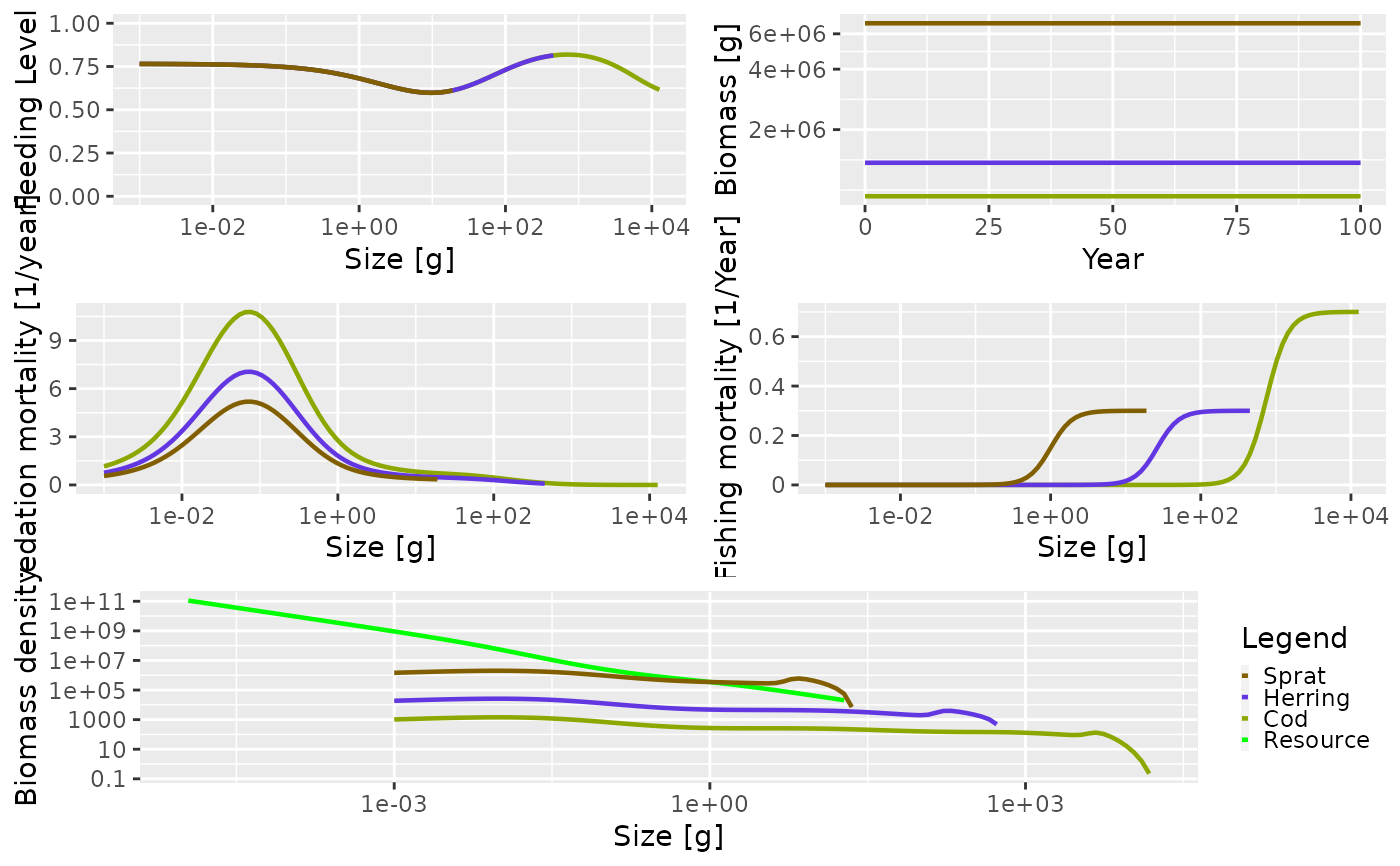 Feeding Level
1.00
0.75
0.50
0.25
0.00
1e-02 1e+00 1e+02 1e+04
Size [g]
Biomass [g]
6e+06
4e+06
2e+06
0 25 50 75 100
Year
edation mortality [1/year]
9
6
3
0
1e-02 1e+00 1e+02 1e+04
Size [g]
Fishing mortality [1/Year]
0.6
0.4
0.2
0
1e-02 1e+00 1e+02 1e+04
Size [g]
Biomass density
1e+11
1e+09
1e+07
1e+05
1000
10
0.1
1e-03 1e+00 1e+03
Size [g]
Legend
Sprat
Herring
Cod
Resource